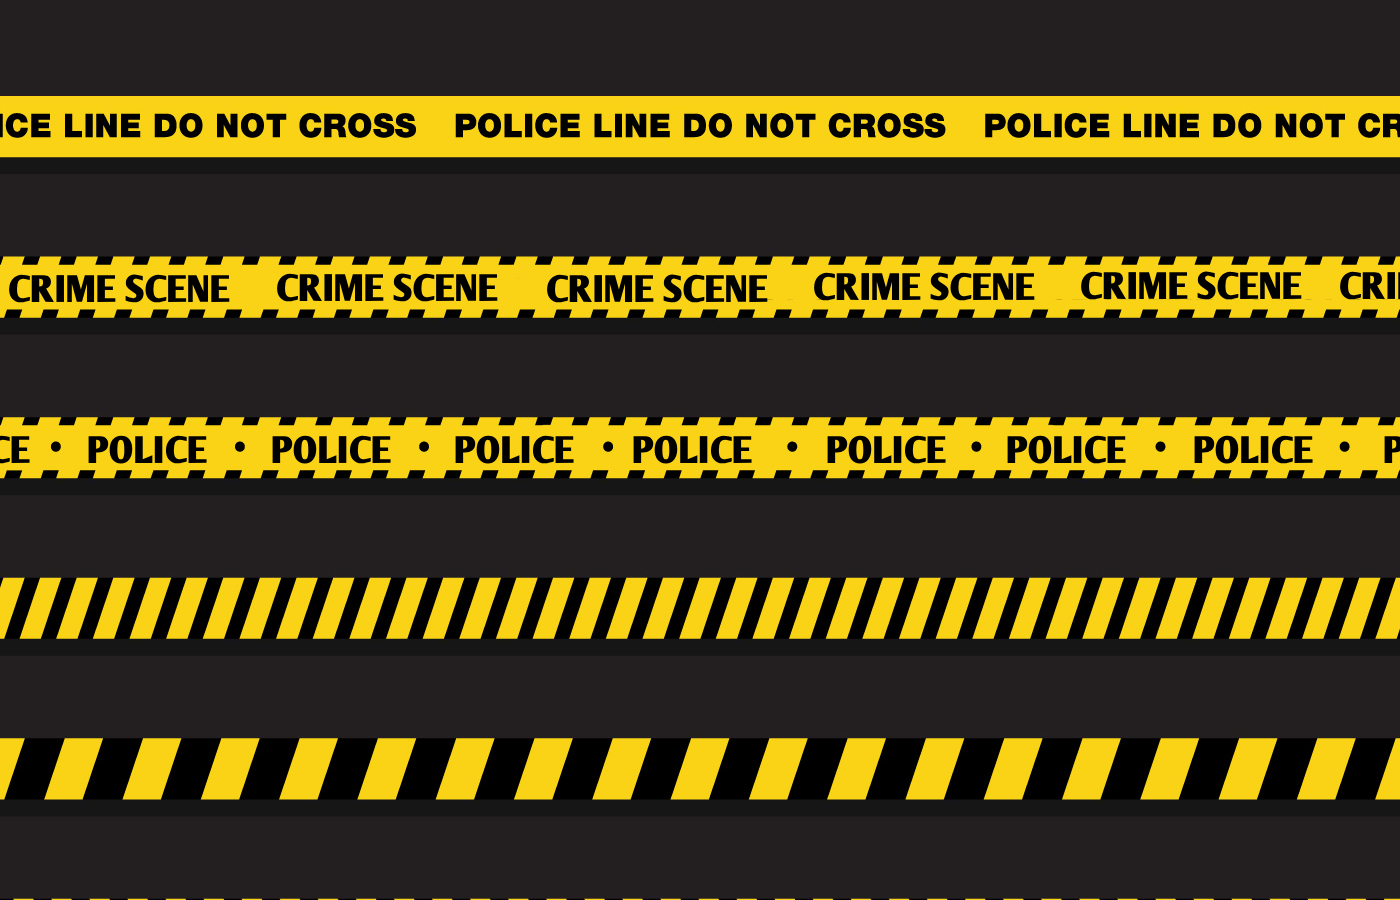 ICE LINE DO NOT CROSS POLICE LINE DO NOT CROSS POLICE LINE DO NOT CR
CRIME SCENE CRIME SCENE CRIME SCENE CRIME SCENE CRIME SCENE CRI
CE • POLICE • POLICE • POLICE • POLICE • POLICE • POLICE • POLICE • P